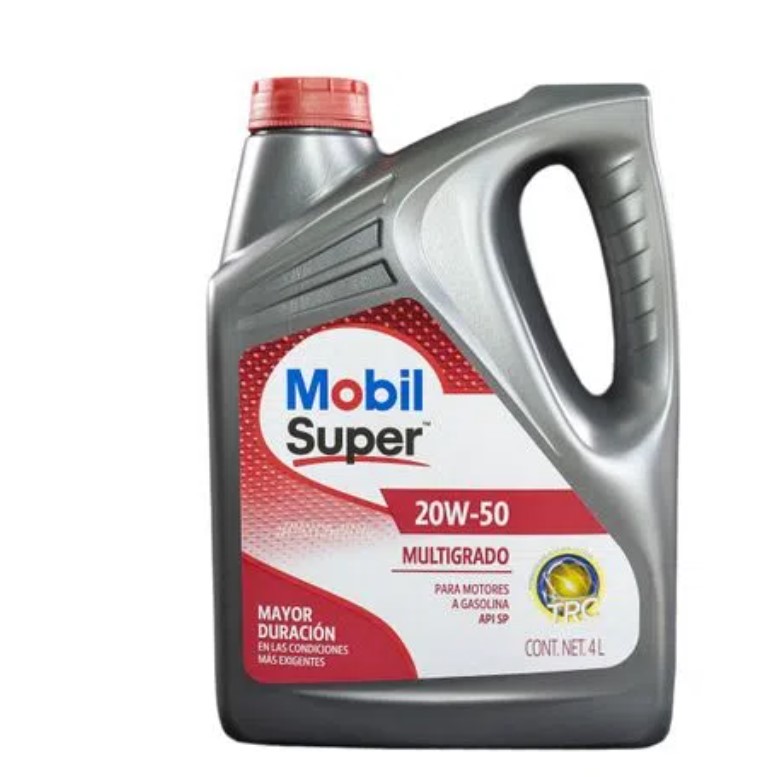 Mobil
Super™
20W-50
MULTIGRADO
PARA MOTORES
A GASOLINA
API SP
TRC
CONT. NET. 4 L
MAYOR
DURACIÓN
EN LAS CONDICIONES
MÁS EXIGENTES